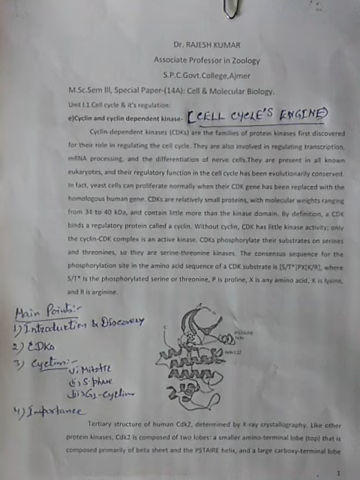 Dr. RAJESH KUMAR
Associate Professor in Zoology
S.P.C.Govt.College,Ajmer
M.Sc.Sem III, Special Paper-(14A); Cell & Molecular Biology.
Unit I.1 Cell cycle & it's regulation:
e)Cyclin and cyclin dependent kinase- [CELL CYCLE'S ENGINE]
Cyclin-dependent kinases (CDKs) are the families of protein kinases first discovered
for their role in regulating the cell cycle. They are also involved in regulating transcription,
mRNA processing, and the differentiation of nerve cells.They are present in all known
eukaryotes, and their regulatory function in the cell cycle has been evolutionarily conserved.
In fact, yeast cells can proliferate normally when their CDK gene has been replaced with the
homologous human gene. CDKs are relatively small proteins, with molecular weights ranging
from 34 to 40 kDa, and contain little more than the kinase domain. By definition, a CDK
binds a regulatory protein called a cyclin. Without cyclin, CDK has little kinase activity; only
the cyclin-CDK complex is an active kinase. CDKs phosphorylate their substrates on serines
and threonines, so they are serine-threonine kinases. The consensus sequence for the
phosphorylation site in the amino acid sequence of a CDK substrate is [S/T*]PX[K/R], where
S/T* is the phosphorylated serine or threonine, P is proline, X is any amino acid, K is lysine,
and R is arginine.
Main Points:-
1) Introduction & Discovery
2) CDKs
3) Cyclin:-
i) Mitotic
ii) S phase
iii) G1/S-Cyclin
4) Importance
PSTAIRE
helix
Tertiary structure of human Cdk2, determined by X-ray crystallography. Like other
protein kinases, Cdk2 is composed of two lobes: a smaller amino-terminal lobe (top) that is
composed primarily of beta sheet and the PSTAIRE helix, and a large carboxy-terminal lobe
1